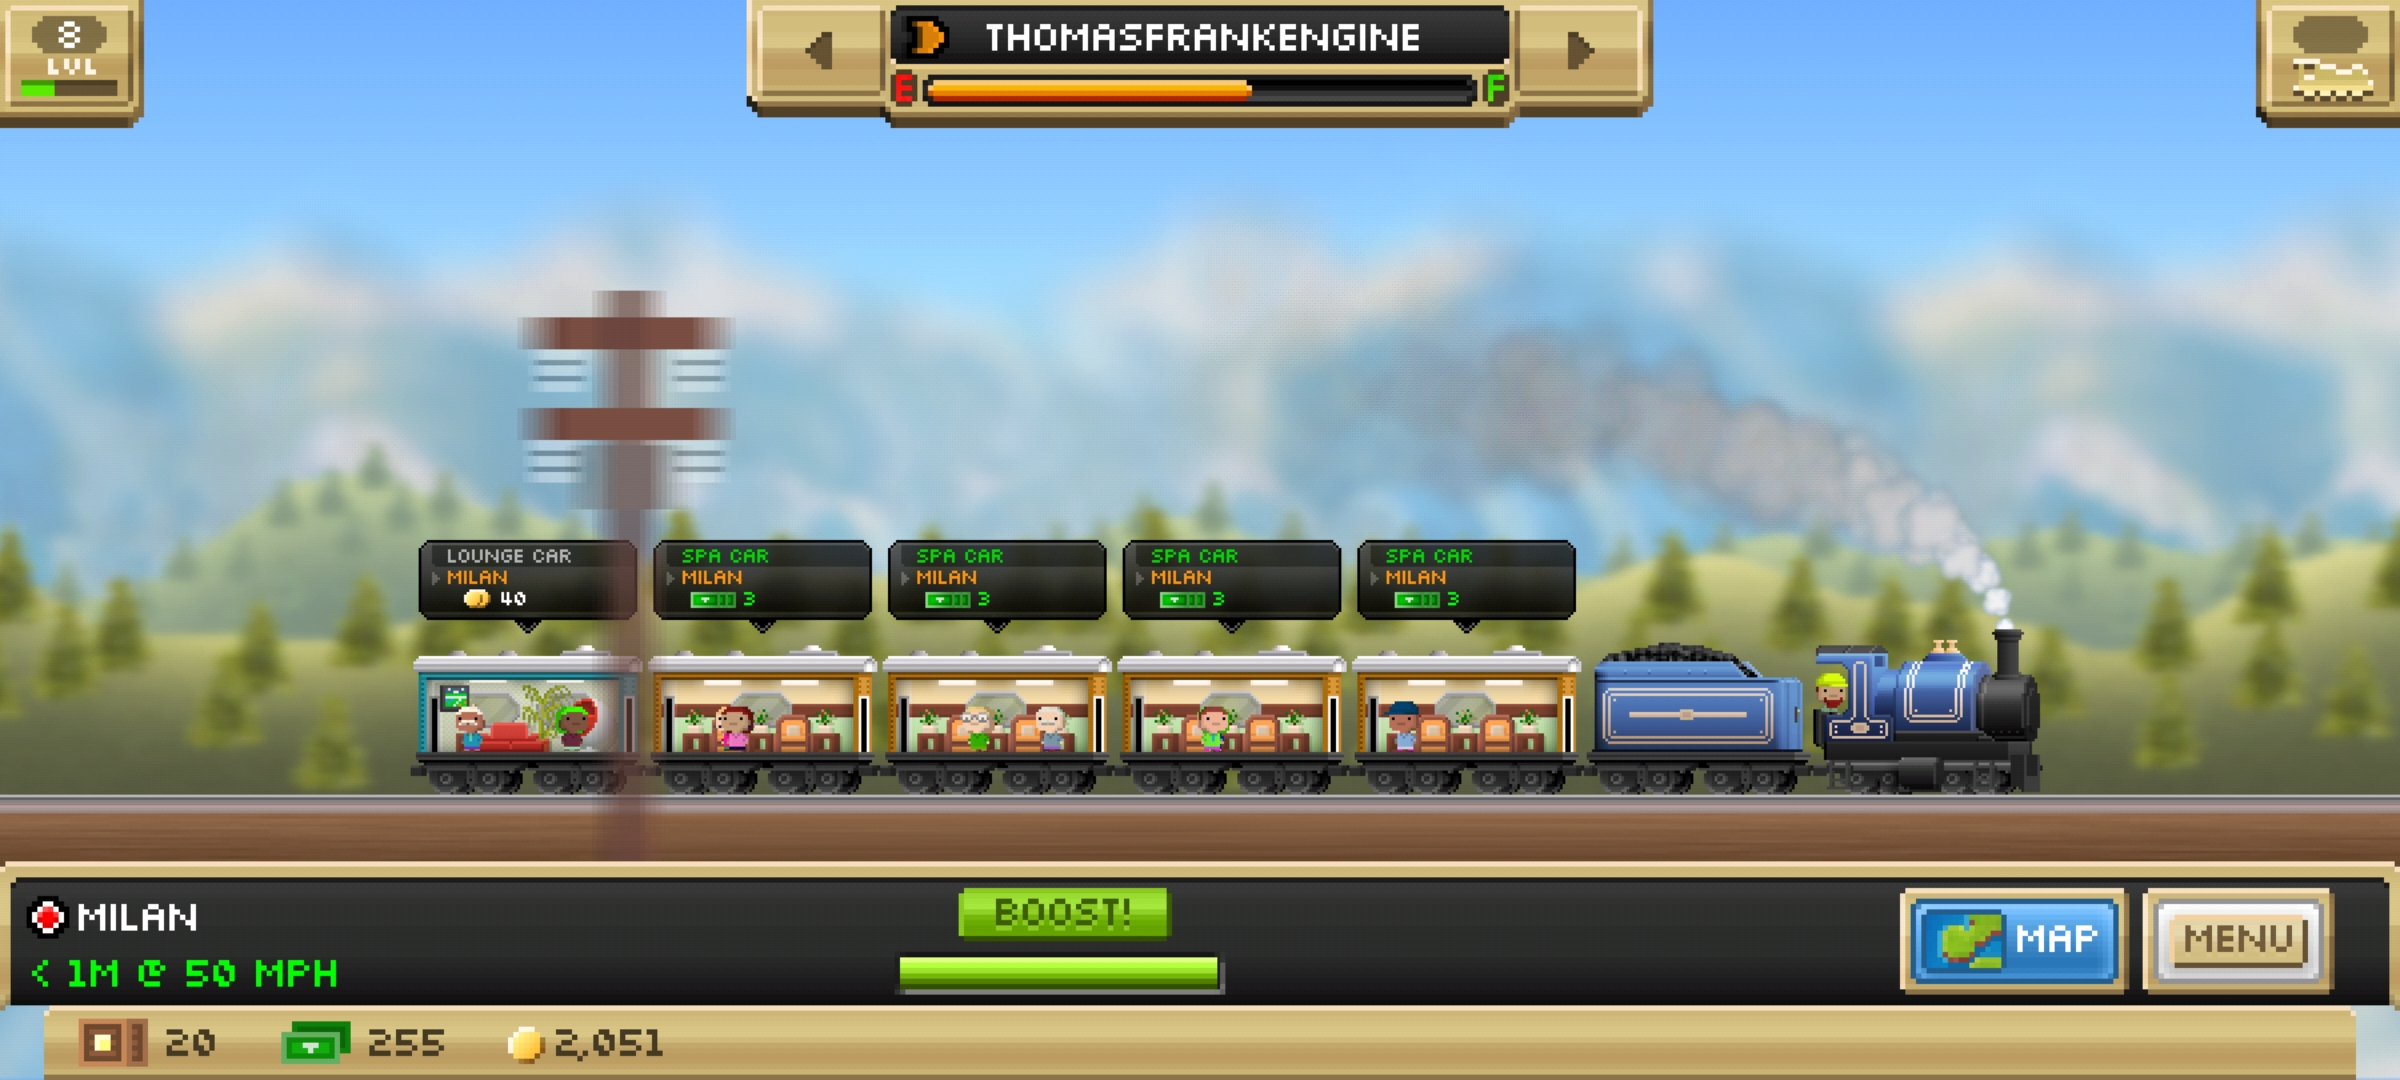 8
LVL
THOMASFRANKENGINE
E
F
LOUNGE CAR
MILAN
40
SPA CAR
MILAN
3
SPA CAR
MILAN
3
SPA CAR
MILAN
3
SPA CAR
MILAN
3
MILAN
< 1M @ 50 MPH
BOOST!
MAP
MENU
20
255
2,051